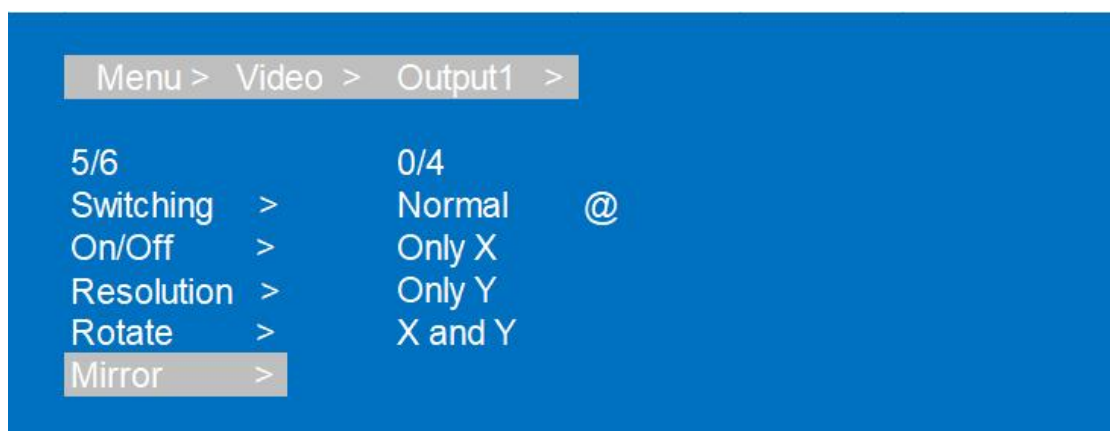 Menu > Video > Output1 >
5/6 0/4
Switching > Normal @
On/Off > Only X
Resolution > Only Y
Rotate > X and Y
Mirror >